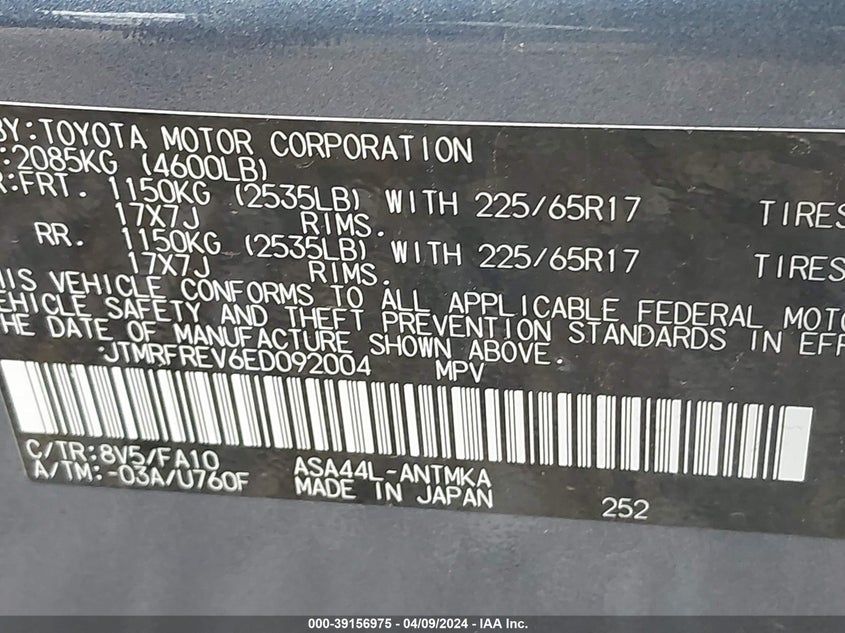 BY:TOYOTA MOTOR CORPORATION
:2085KG (4600LB)
R:FRT. 1150KG (2535LB) WITH 225/65R17 TIRES
17X7J RIMS.
RR. 1150KG (2535LB) WITH 225/65R17 TIRES
17X7J RIMS.
HIS VEHICLE CONFORMS TO ALL APPLICABLE FEDERAL MOTO
EHICLE SAFETY AND THEFT PREVENTION STANDARDS IN EFF
HE DATE OF MANUFACTURE SHOWN ABOVE.
JTMRFREV6ED092004 MPV
C/TR:8V5/FA10 ASA44L-ANTMKA
A/TM:-03A/U760F MADE IN JAPAN 252
000-39156975 - 04/09/2024 - IAA Inc.